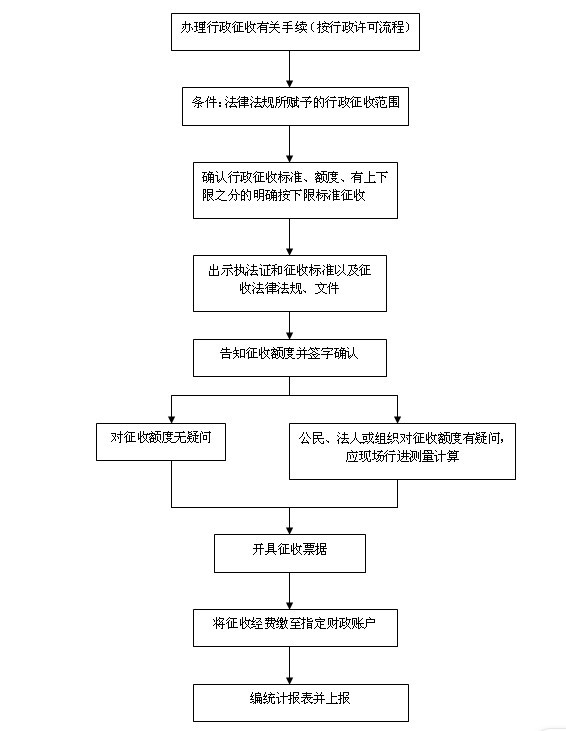 办理行政征收有关手续（按行政许可流程）
条件：法律法规所赋予的行政征收范围
确认行政征收标准、额度、有上下
限之分的明确按下限标准征收
出示执法证和征收标准以及征
收法律法规、文件
告知征收额度并签字确认
对征收额度无疑问
公民、法人或组织对征收额度有疑问，
应现场行进测量计算
开具征收票据
将征收经费缴至指定财政账户
编统计报表并上报